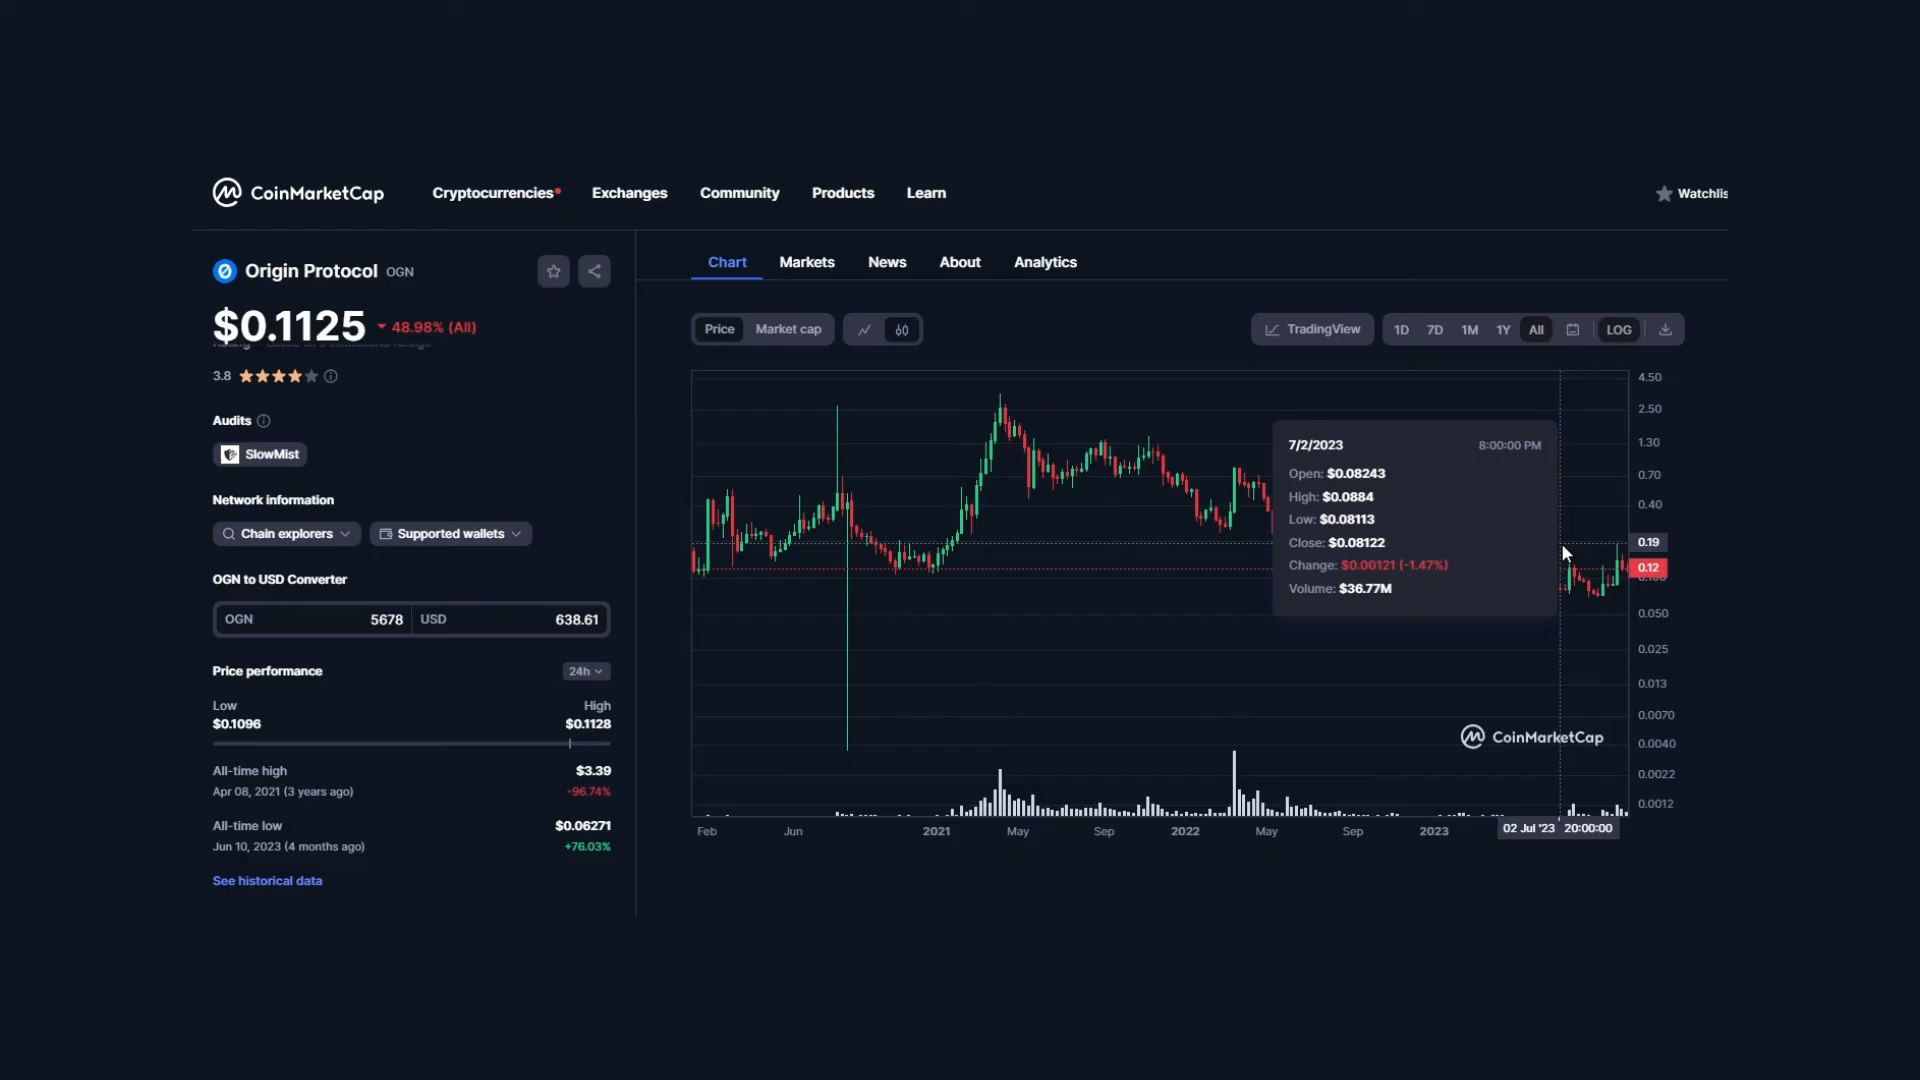 CoinMarketCap Cryptocurrencies Exchanges Community Products Learn Watchlis
Origin Protocol OGN
$0.1125 48.98% (All)
3.8
Audits
SlowMist
Network information
Chain explorers Supported wallets
OGN to USD Converter
OGN 5678 USD 638.61
Price performance 24h
Low High
$0.1096 $0.1128
All-time high $3.39
Apr 08, 2021 (3 years ago) -96.74%
All-time low $0.06271
Jun 10, 2023 (4 months ago) +76.03%
See historical data
Chart Markets News About Analytics
Price Market cap TradingView 1D 7D 1M 1Y All LOG
4.50
2.50
1.30
0.70
0.40
0.19
0.12
0.050
0.025
0.013
0.0070
0.0040
0.0022
0.0012
7/2/2023 8:00:00 PM
Open: $0.08243
High: $0.0884
Low: $0.08113
Close: $0.08122
Change: $0.00121 (-1.47%)
Volume: $36.77M
CoinMarketCap
Feb Jun 2021 May Sep 2022 May Sep 2023 02 Jul '23 20:00:00